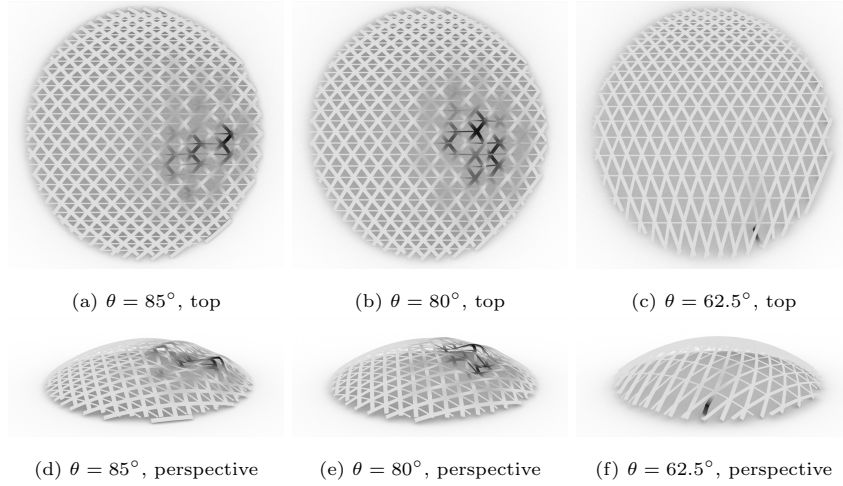 (a) θ = 85°, top
(b) θ = 80°, top
(c) θ = 62.5°, top
(d) θ = 85°, perspective
(e) θ = 80°, perspective
(f) θ = 62.5°, perspective